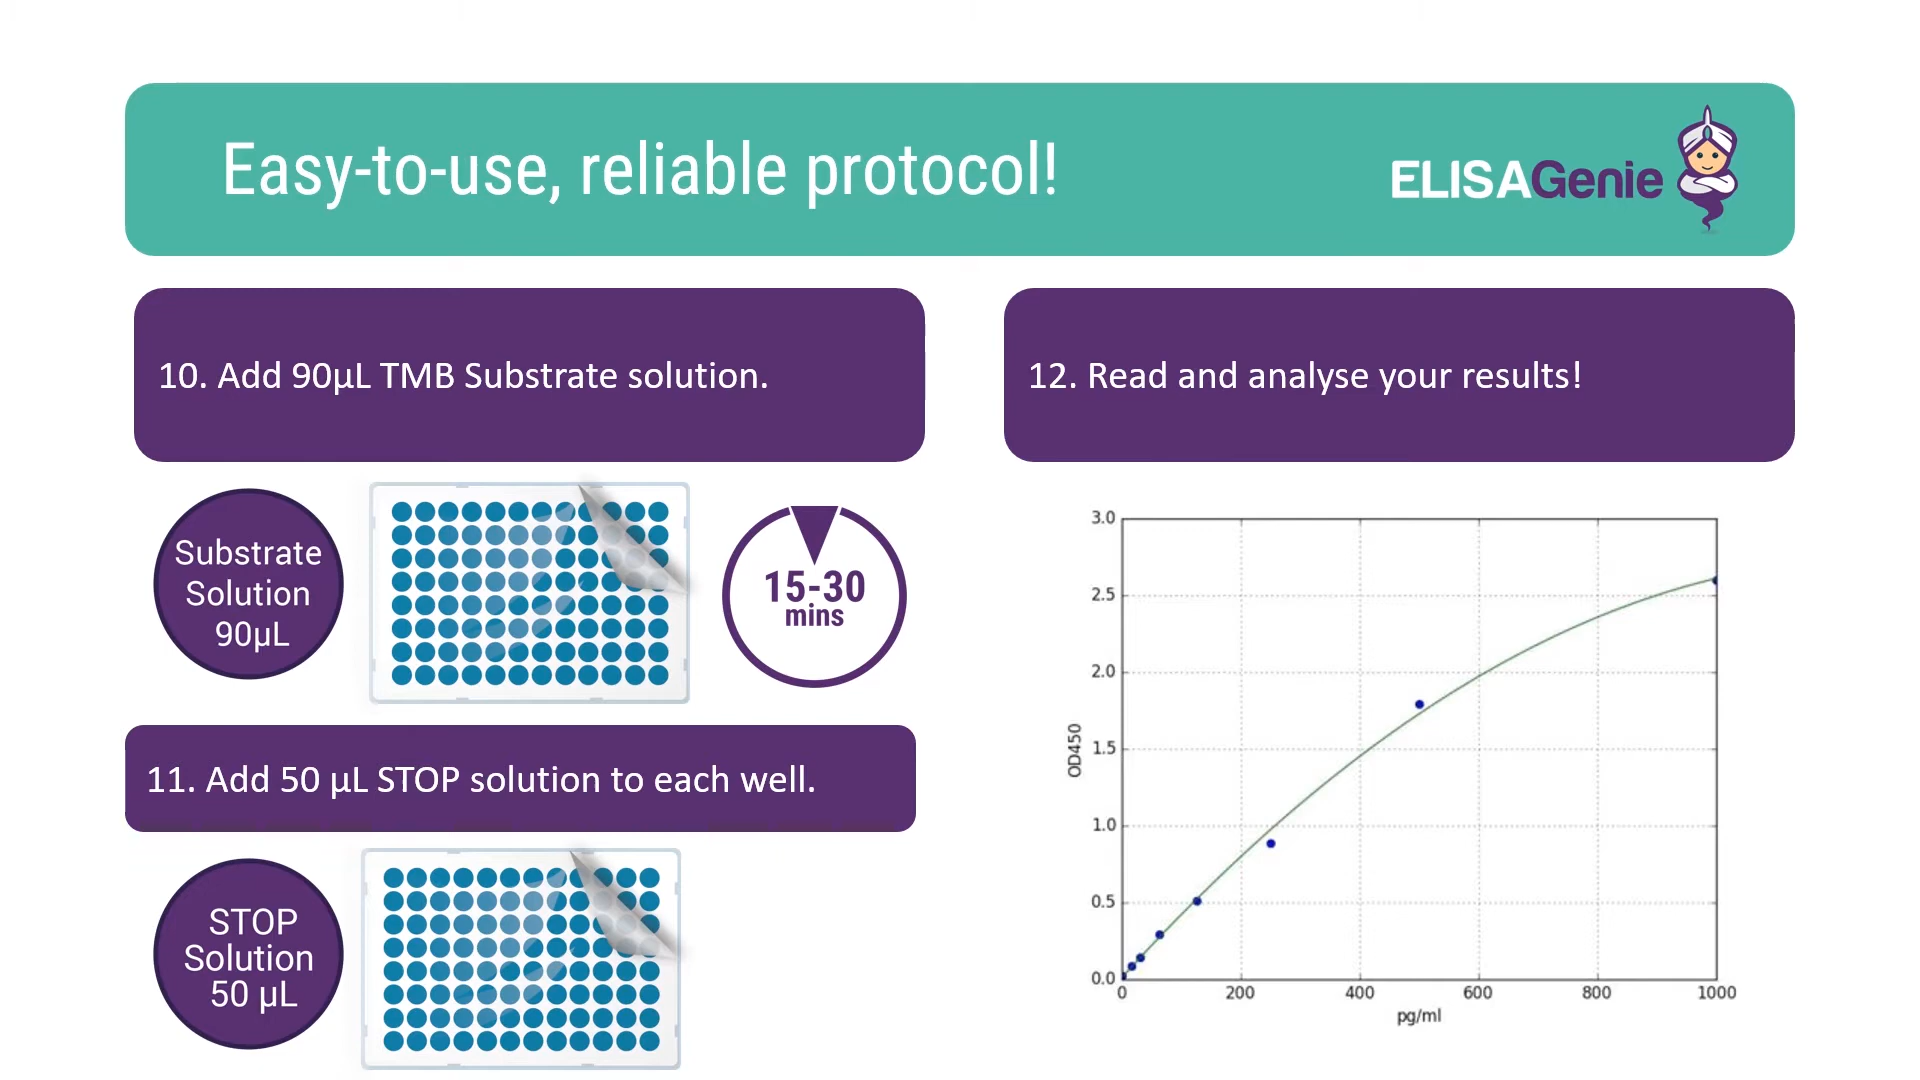 Easy-to-use, reliable protocol!
ELISAGenie
10. Add 90µL TMB Substrate solution.
Substrate
Solution
90µL
15-30
mins
11. Add 50 µL STOP solution to each well.
STOP
Solution
50 µL
12. Read and analyse your results!
3.0
2.5
2.0
1.5
1.0
0.5
0.0
OD450
0 200 400 600 800 1000
pg/ml